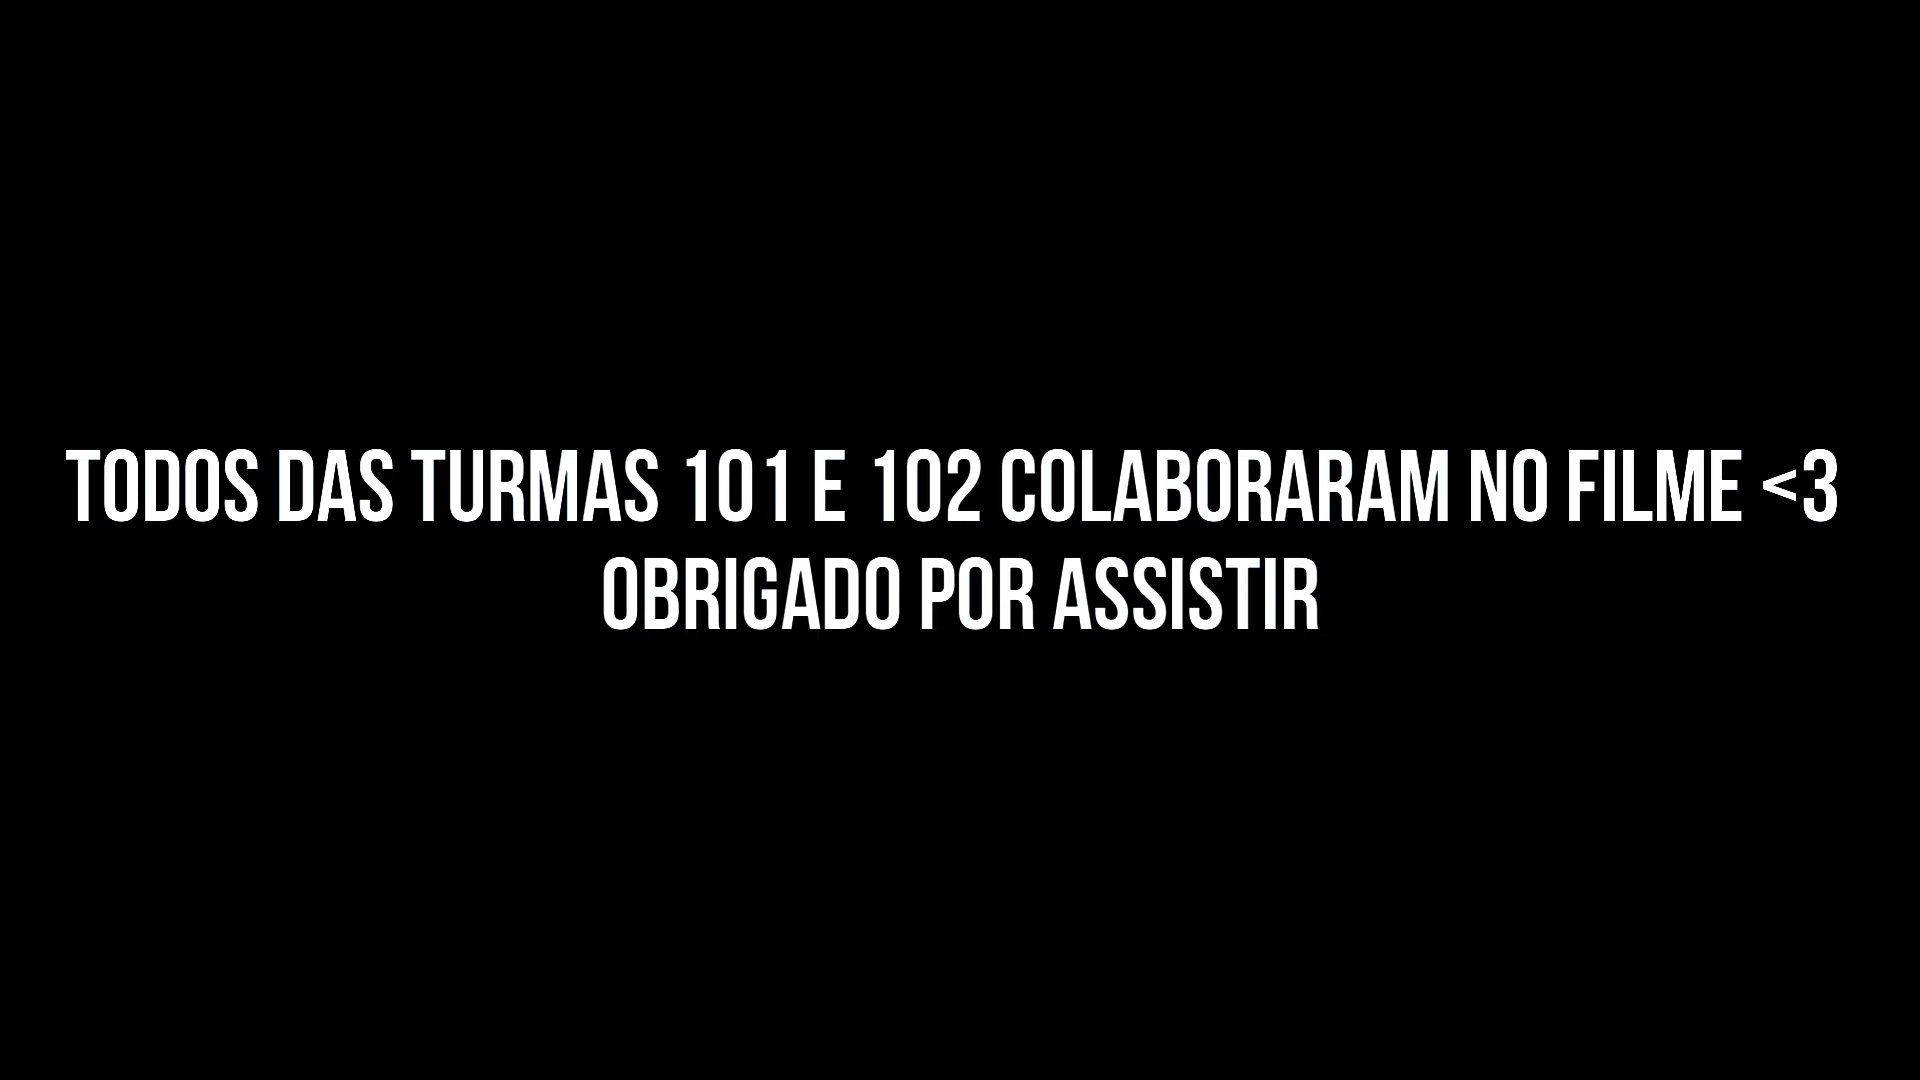 TODOS DAS TURMAS 101 E 102 COLABORARAM NO FILME <3
OBRIGADO POR ASSISTIR